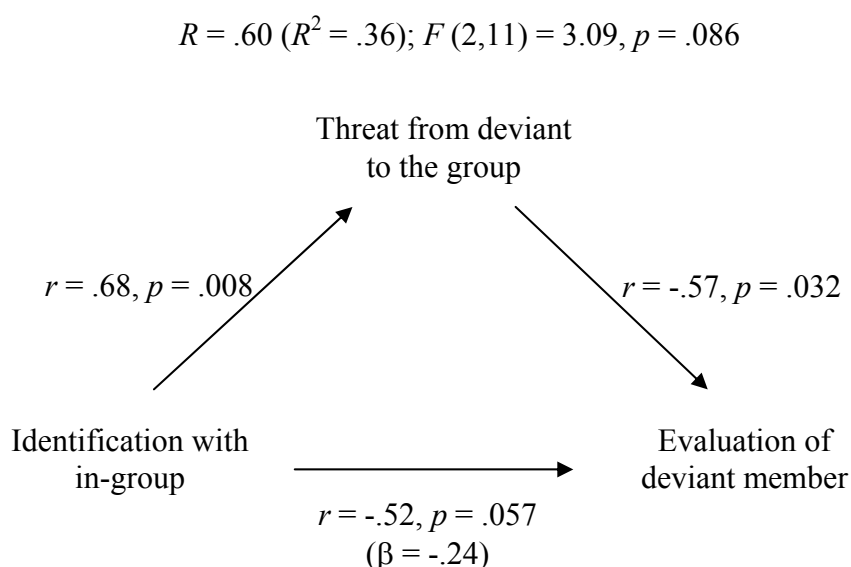 R = .60 (R² = .36); F (2,11) = 3.09, p = .086
Threat from deviant
to the group
r = .68, p = .008
r = -.57, p = .032
Identification with
in-group
Evaluation of
deviant member
r = -.52, p = .057
(β = -.24)